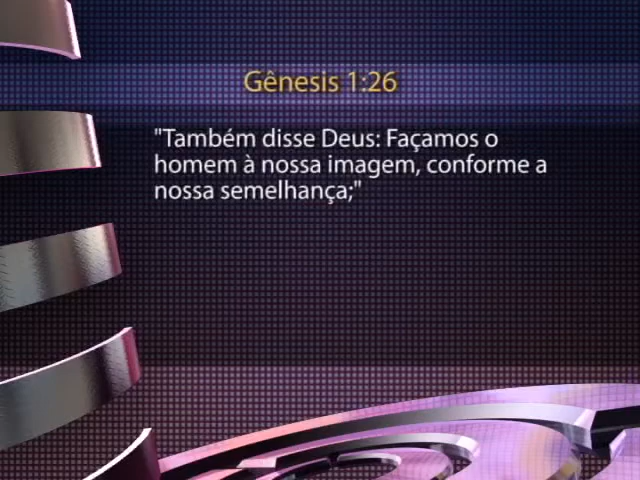 Gênesis 1:26
"Também disse Deus: Façamos o
homem à nossa imagem, conforme a
nossa semelhança;"